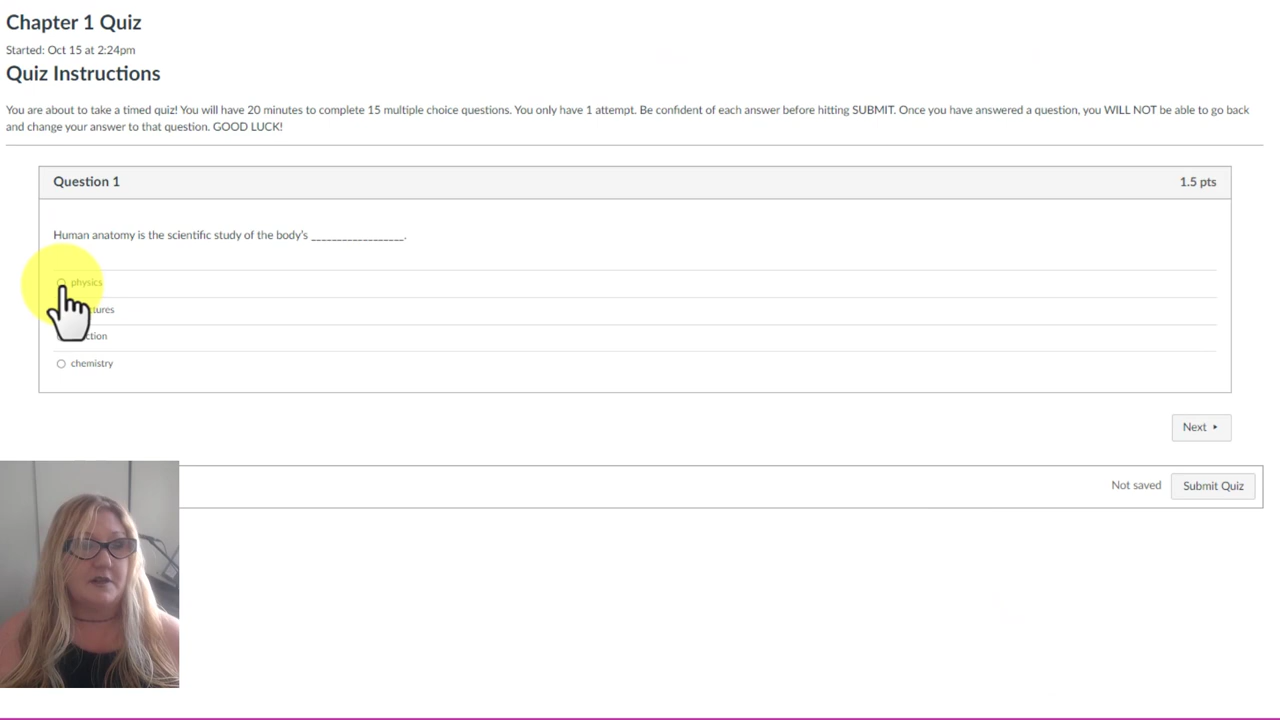 Chapter 1 Quiz
Started: Oct 15 at 2:24pm
Quiz Instructions
You are about to take a timed quiz! You will have 20 minutes to complete 15 multiple choice questions. You only have 1 attempt. Be confident of each answer before hitting SUBMIT. Once you have answered a question, you WILL NOT be able to go back
and change your answer to that question. GOOD LUCK!
Question 1 1.5 pts
Human anatomy is the scientific study of the body's __________________.
physics
chemistry
Next
Not saved Submit Quiz